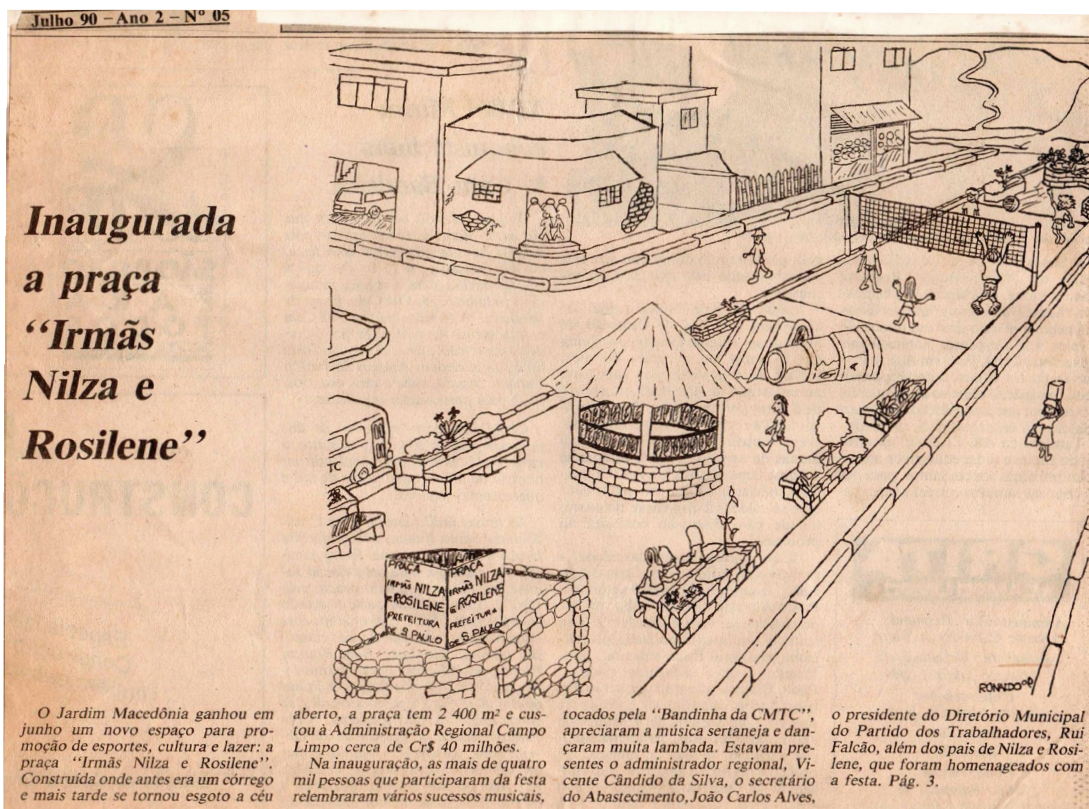 Julho 90 – Ano 2 – Nº 05
Inaugurada
a praça
“Irmãs
Nilza e
Rosilene”
TC
PRAÇA
IRMÃS NILZA
E ROSILENE
PREFEITURA
DE S. PAULO
PRAÇA
IRMÃS NILZA
E ROSILENE
PREFEITURA
DE S. PAULO
RONALDO
O Jardim Macedônia ganhou em
junho um novo espaço para pro-
moção de esportes, cultura e lazer: a
praça “Irmãs Nilza e Rosilene”.
Construída onde antes era um córrego
e mais tarde se tornou esgoto a céu
aberto, a praça tem 2 400 m² e cus-
tou à Administração Regional Campo
Limpo cerca de Cr$ 40 milhões.
Na inauguração, as mais de quatro
mil pessoas que participaram da festa
relembraram vários sucessos musicais,
tocados pela “Bandinha da CMTC”,
apreciaram a música sertaneja e dan-
çaram muita lambada. Estavam pre-
sentes o administrador regional, Vi-
cente Cândido da Silva, o secretário
do Abastecimento, João Carlos Alves,
o presidente do Diretório Municipal
do Partido dos Trabalhadores, Rui
Falcão, além dos pais de Nilza e Rosi-
lene, que foram homenageados com
a festa. Pág. 3.